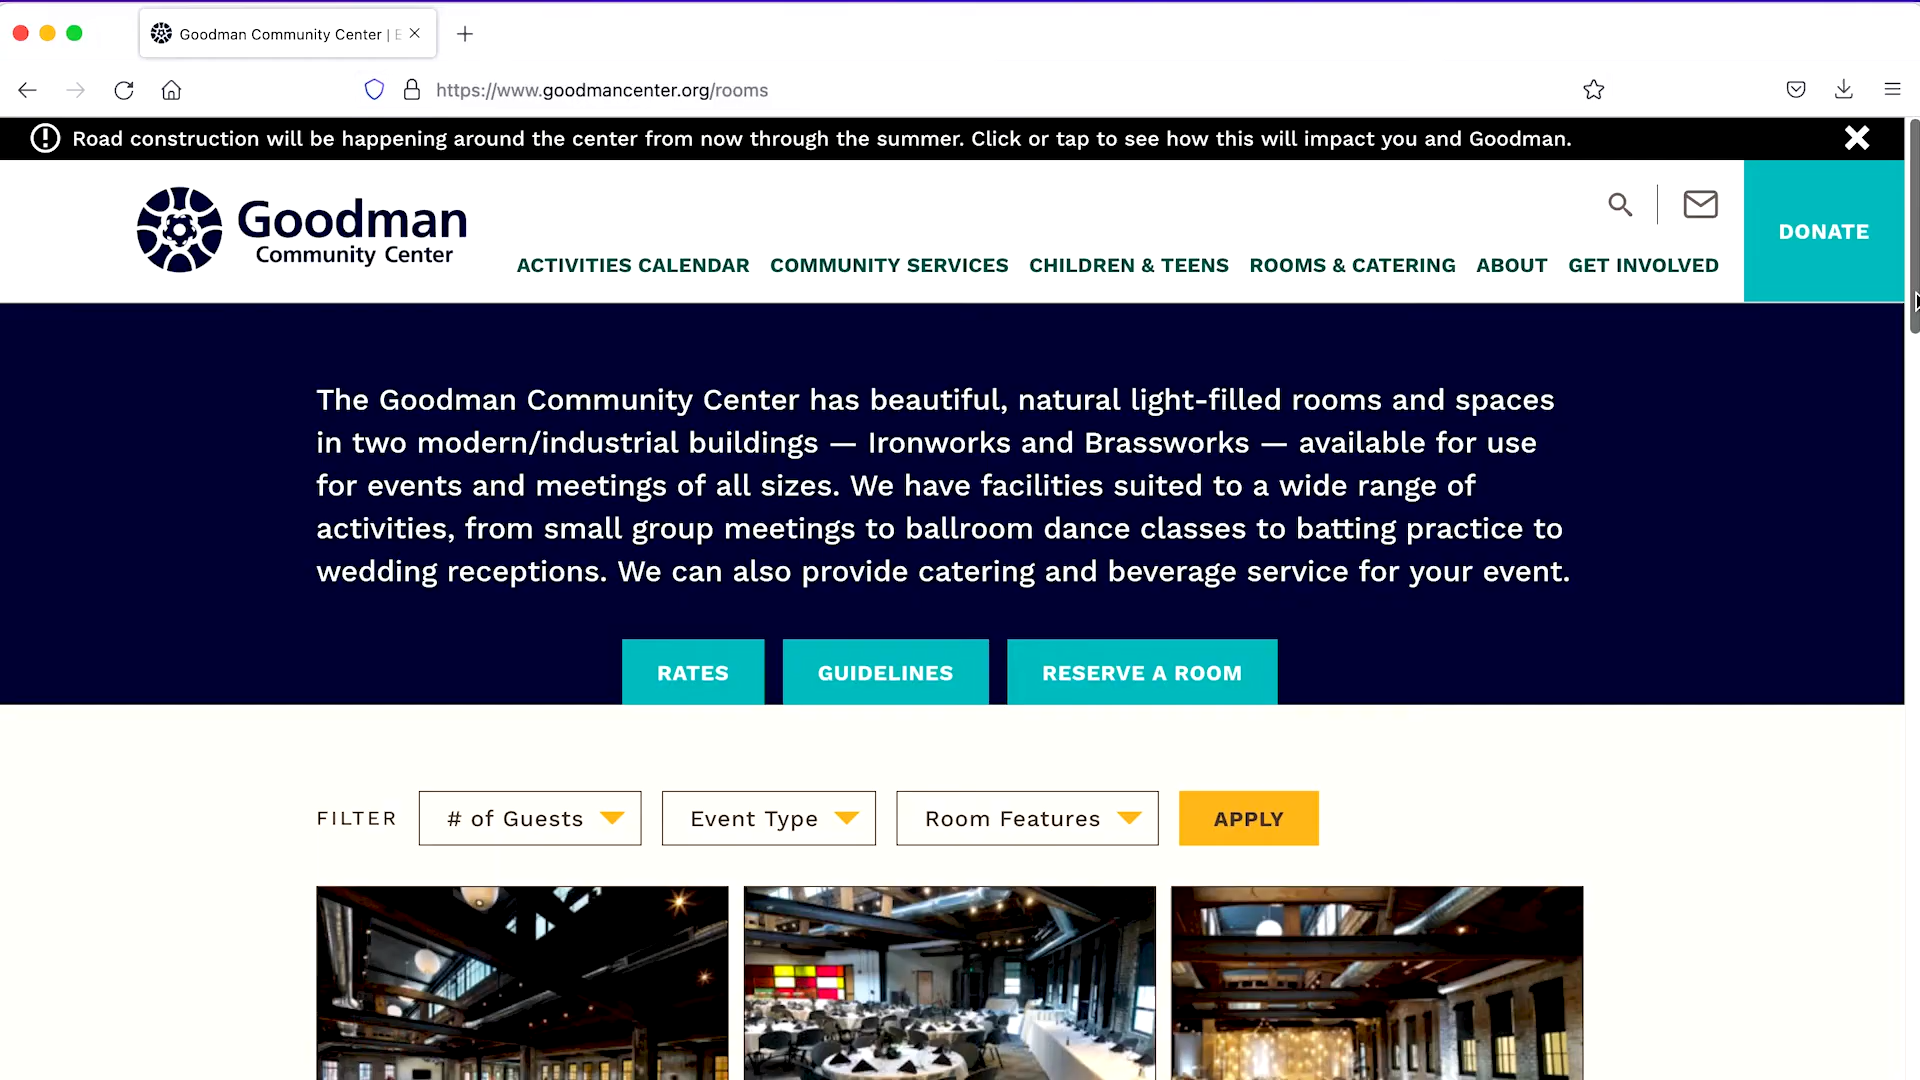 Goodman Community Center | E
https://www.goodmancenter.org/rooms
Road construction will be happening around the center from now through the summer. Click or tap to see how this will impact you and Goodman.
Goodman
Community Center
DONATE
ACTIVITIES CALENDAR COMMUNITY SERVICES CHILDREN & TEENS ROOMS & CATERING ABOUT GET INVOLVED
The Goodman Community Center has beautiful, natural light-filled rooms and spaces
in two modern/industrial buildings — Ironworks and Brassworks — available for use
for events and meetings of all sizes. We have facilities suited to a wide range of
activities, from small group meetings to ballroom dance classes to batting practice to
wedding receptions. We can also provide catering and beverage service for your event.
RATES GUIDELINES RESERVE A ROOM
FILTER # of Guests Event Type Room Features APPLY